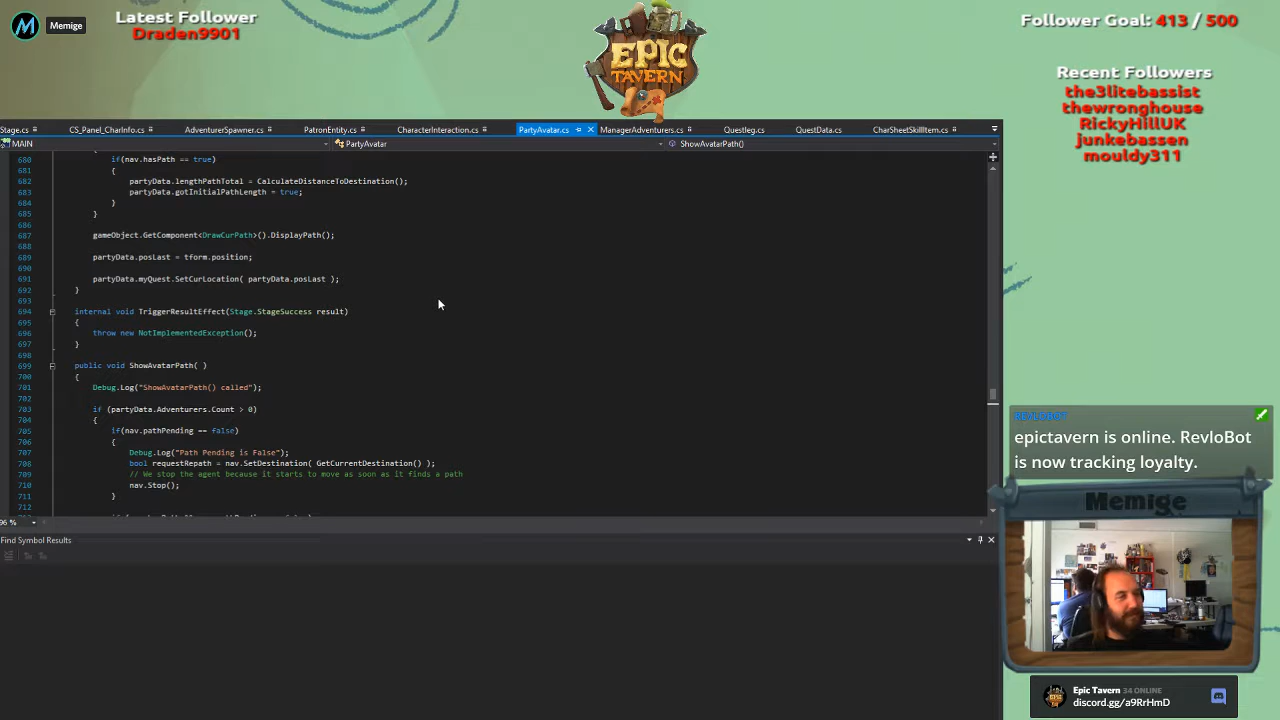 Memige
Latest Follower
Draden9901
EPIC
TAVERN
Follower Goal: 413 / 500
Recent Followers
the3litebassist
thewronghouse
RickyHillUK
junkebassen
mouldy311
Stage.cs
CS_Panel_CharInfo.cs
AdventurerSpawner.cs
PatronEntity.cs
CharacterInteraction.cs
PartyAvatar.cs
ManagerAdventurers.cs
Questleg.cs
QuestData.cs
CharSheetSkillItem.cs
MAIN
PartyAvatar
ShowAvatarPath()
680 if(nav.hasPath == true)
681 {
682 partyData.lengthPathTotal = CalculateDistanceToDestination();
683 partyData.gotInitialPathLength = true;
684 }
685 }
686
687 gameObject.GetComponent<DrawCurPath>().DisplayPath();
688
689 partyData.posLast = tform.position;
690
691 partyData.myQuest.SetCurLocation( partyData.posLast );
692 }
693
694 internal void TriggerResultEffect(Stage.StageSuccess result)
695 {
696 throw new NotImplementedException();
697 }
698
699 public void ShowAvatarPath( )
700 {
701 Debug.Log("ShowAvatarPath() called");
702
703 if (partyData.Adventurers.Count > 0)
704 {
705 if(nav.pathPending == false)
706 {
707 Debug.Log("Path Pending is False");
708 bool requestRepath = nav.SetDestination( GetCurrentDestination() );
709 // We stop the agent because it starts to move as soon as it finds a path
710 nav.Stop();
711 }
712
96 %
Find Symbol Results
REVLOBOT
epictavern is online. RevloBot
is now tracking loyalty.
Memige
Epic Tavern 34 ONLINE
discord.gg/a9RrHmD